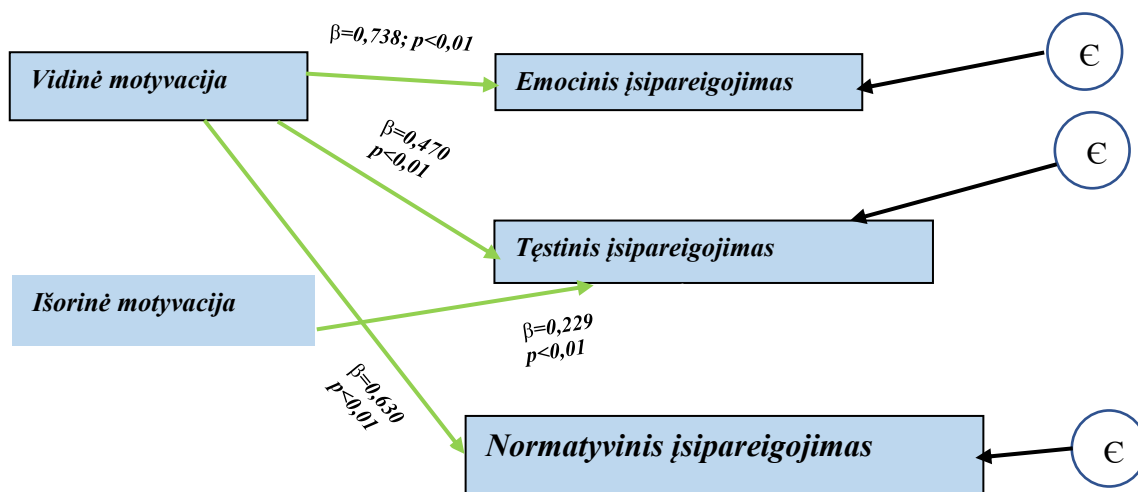 β=0,738; p<0,01
Є
Vidinė motyvacija
Emocinis įsipareigojimas
Є
β=0,470
p<0,01
Tęstinis įsipareigojimas
Išorinė motyvacija
β=0,229
p<0,01
β=0,630
p<0,01
Normatyvinis įsipareigojimas
Є